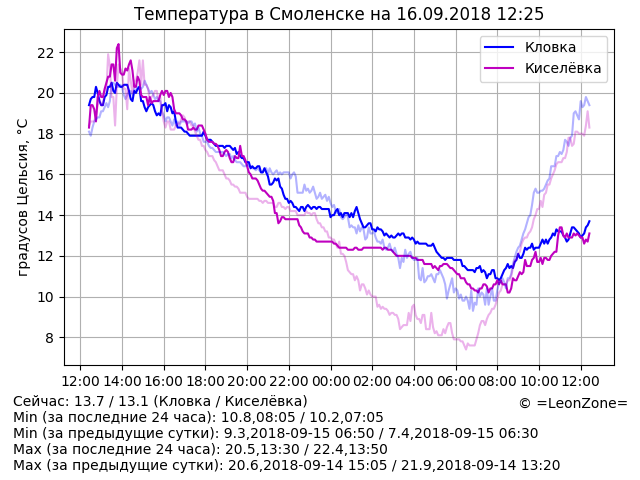 Температура в Смоленске на 16.09.2018 12:25
Кловка
Киселёвка
градусов Цельсия, °C
22
20
18
16
14
12
10
8
12:00 14:00 16:00 18:00 20:00 22:00 00:00 02:00 04:00 06:00 08:00 10:00 12:00
Сейчас: 13.7 / 13.1 (Кловка / Киселёвка)
© =LeonZone=
Min (за последние 24 часа): 10.8,08:05 / 10.2,07:05
Min (за предыдущие сутки): 9.3,2018-09-15 06:50 / 7.4,2018-09-15 06:30
Max (за последние 24 часа): 20.5,13:30 / 22.4,13:50
Max (за предыдущие сутки): 20.6,2018-09-14 15:05 / 21.9,2018-09-14 13:20